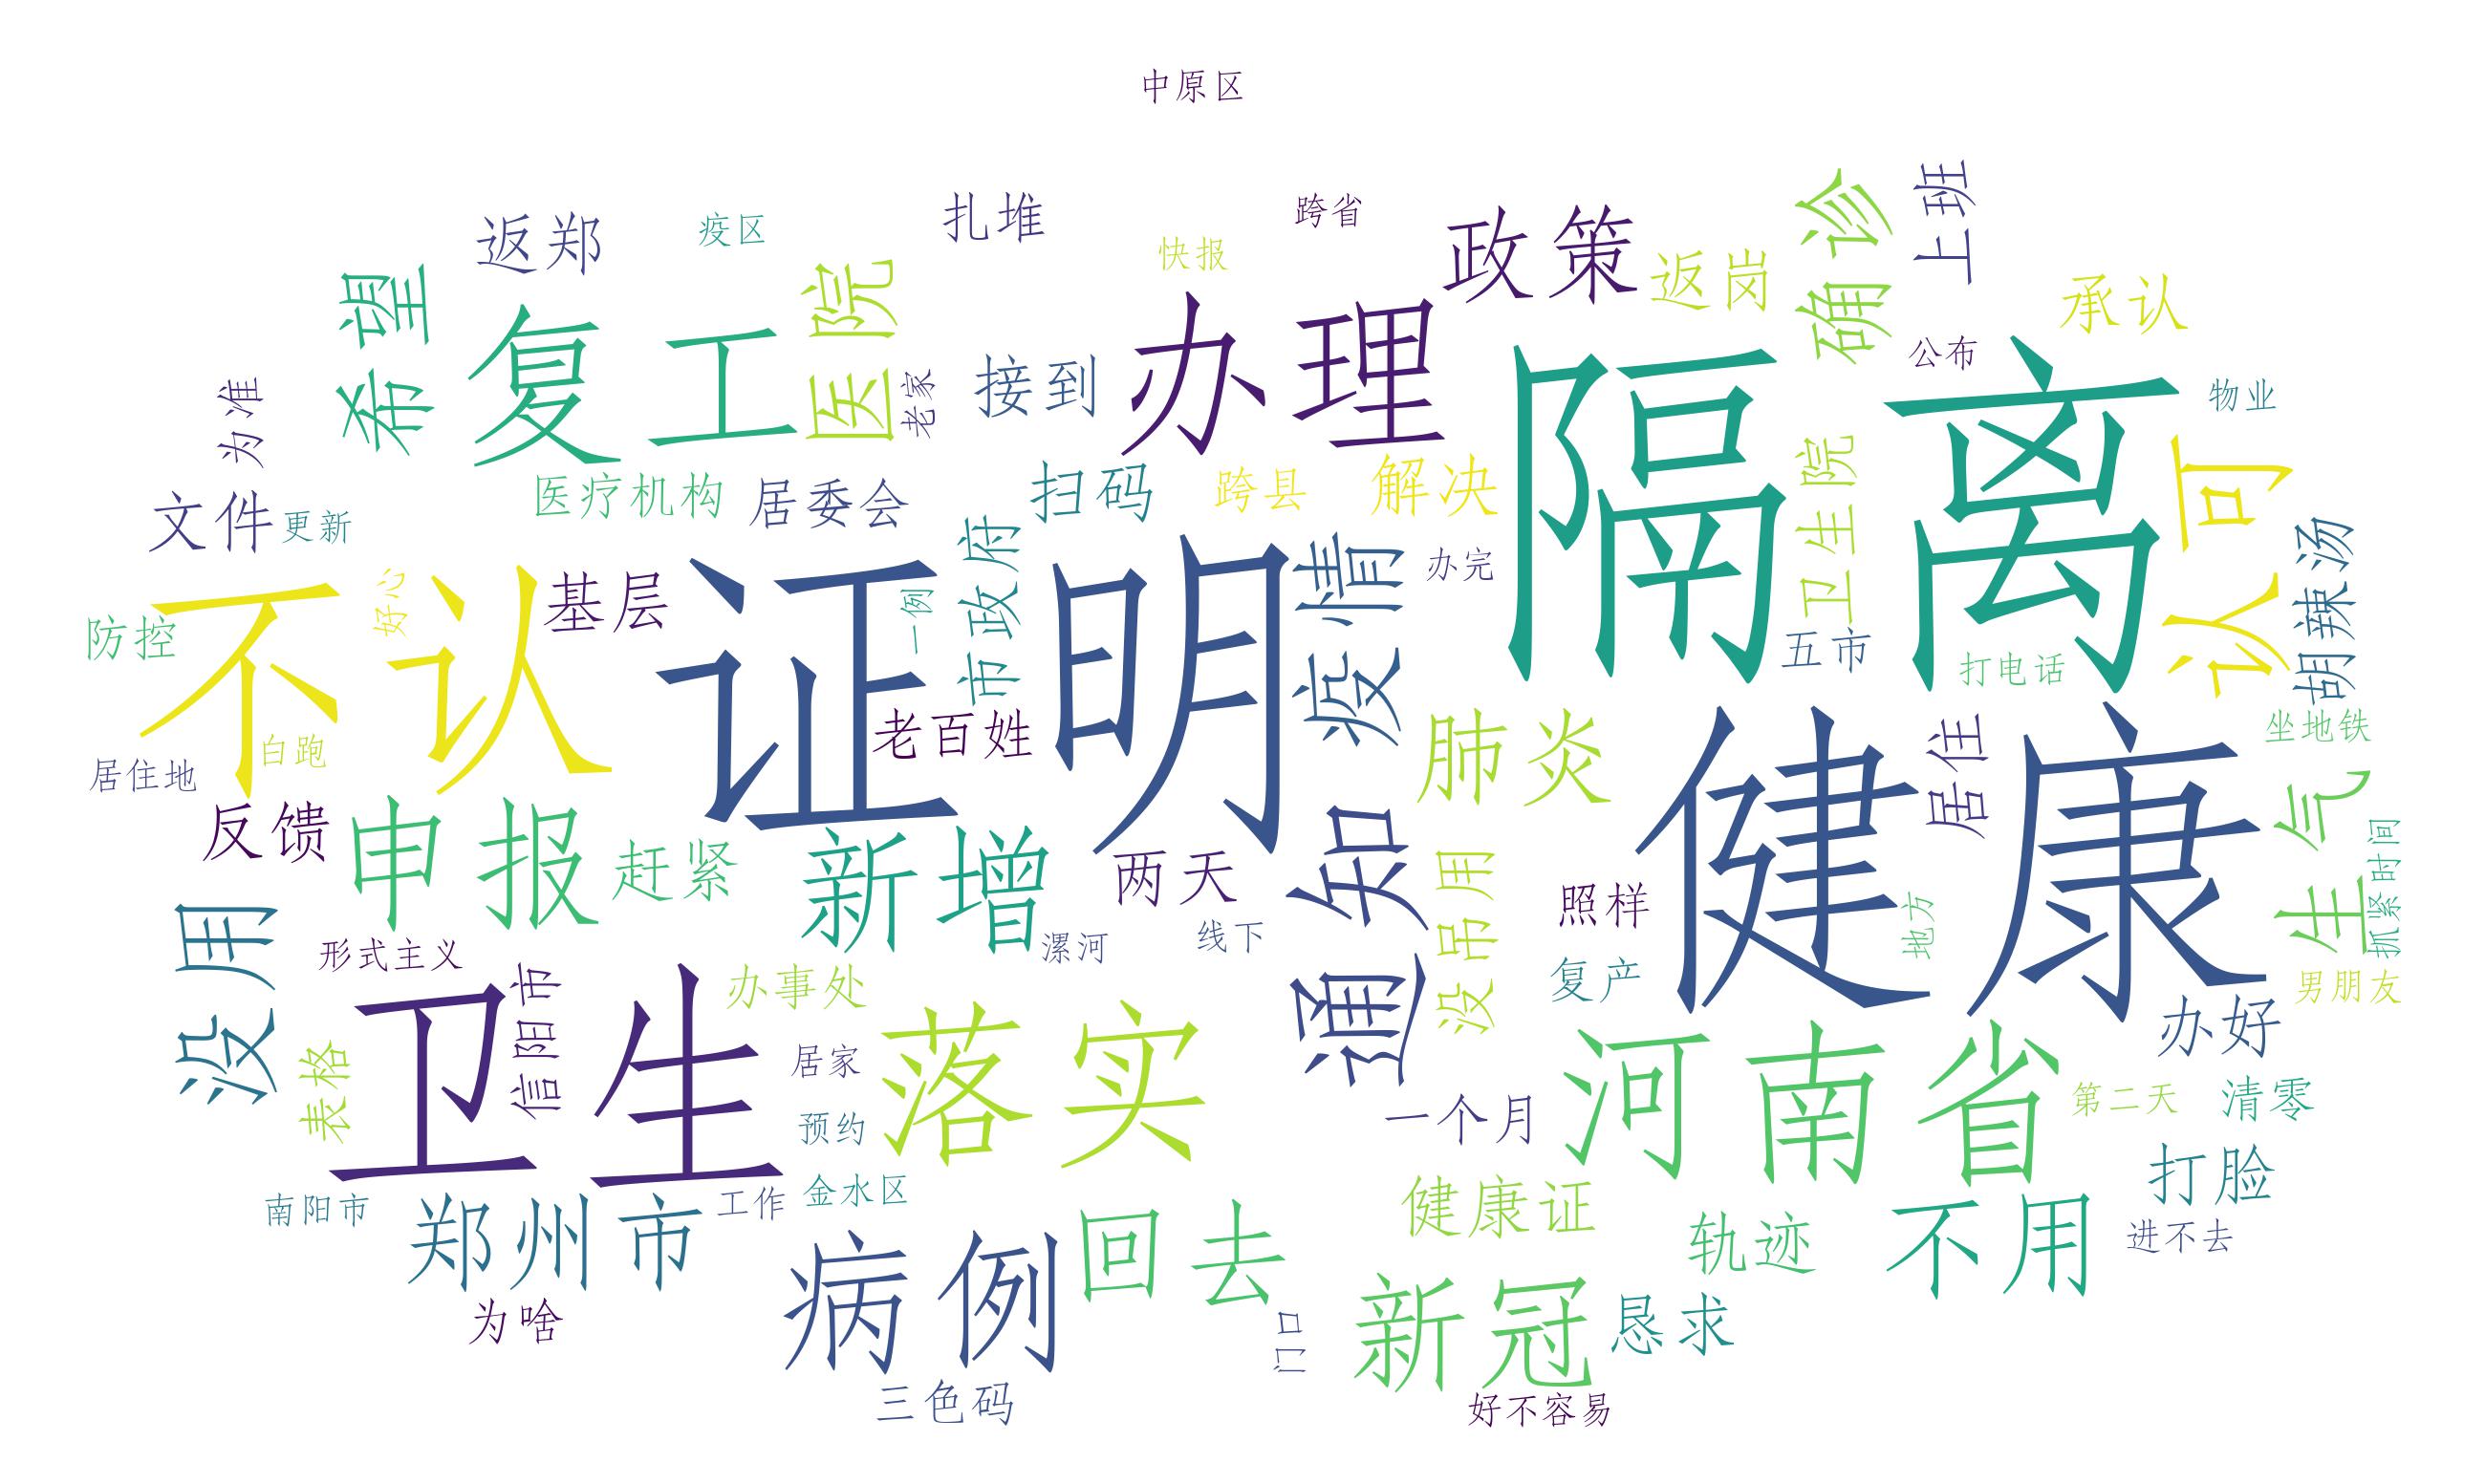 中原区
返郑
疫区
扎堆
快报
跨省
政策
返岗
确诊
上班
承认
公布
物业
希望
复工
医院
老家
接到
办理
隔离
认可
为准
文件
更新
医疗机构
居委会
扫码
跨县
解决
办完
卫生院
胡辣汤
防控
不认
好心
基层
一例
市政府
证明
疫情
五市
打电话
居住地
白跑
老百姓
肺炎
健康
居住
坐地铁
生气
抓紧时间
反馈
申报
赶紧
新增
两天
通知
没带用
照样
地方
没用
形式主义
办事处
漯河
线下
复产
男朋友
卫生
信阳市
居家
落实
河南省
办好
表格
预约
一个月
第二天
清零
南阳市
郑州市
工作
金水区
回去
健康证
轨迹
不用
打脸
进不去
为啥
病例
门口
新冠
恳求
三色码
好不容易